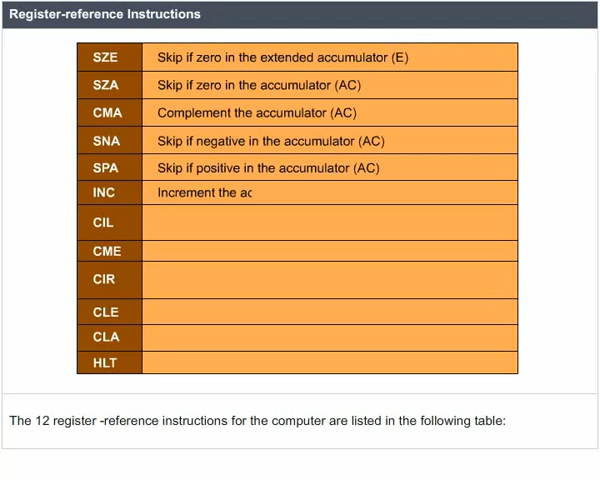 Register-reference Instructions
SZE Skip if zero in the extended accumulator (E)
SZA Skip if zero in the accumulator (AC)
CMA Complement the accumulator (AC)
SNA Skip if negative in the accumulator (AC)
SPA Skip if positive in the accumulator (AC)
INC Increment the ac
CIL
CME
CIR
CLE
CLA
HLT
The 12 register -reference instructions for the computer are listed in the following table: